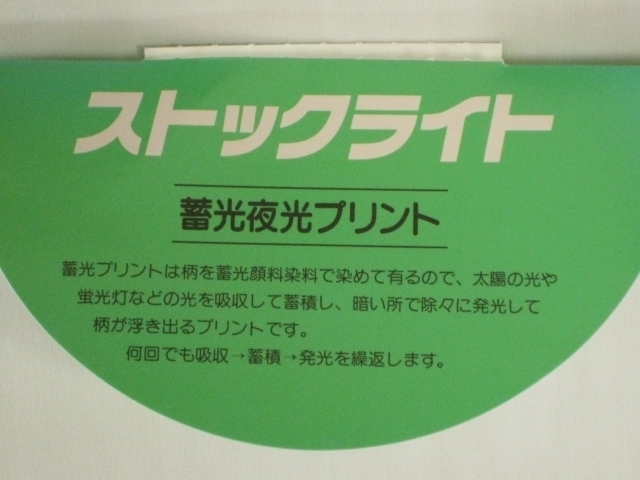 ストックライト
蓄光夜光プリント
蓄光プリントは柄を蓄光顔料染料で染めて有るので、太陽の光や
蛍光灯などの光を吸収して蓄積し、暗い所で除々に発光して
柄が浮き出るプリントです。
何回でも吸収→蓄積→発光を繰返します。